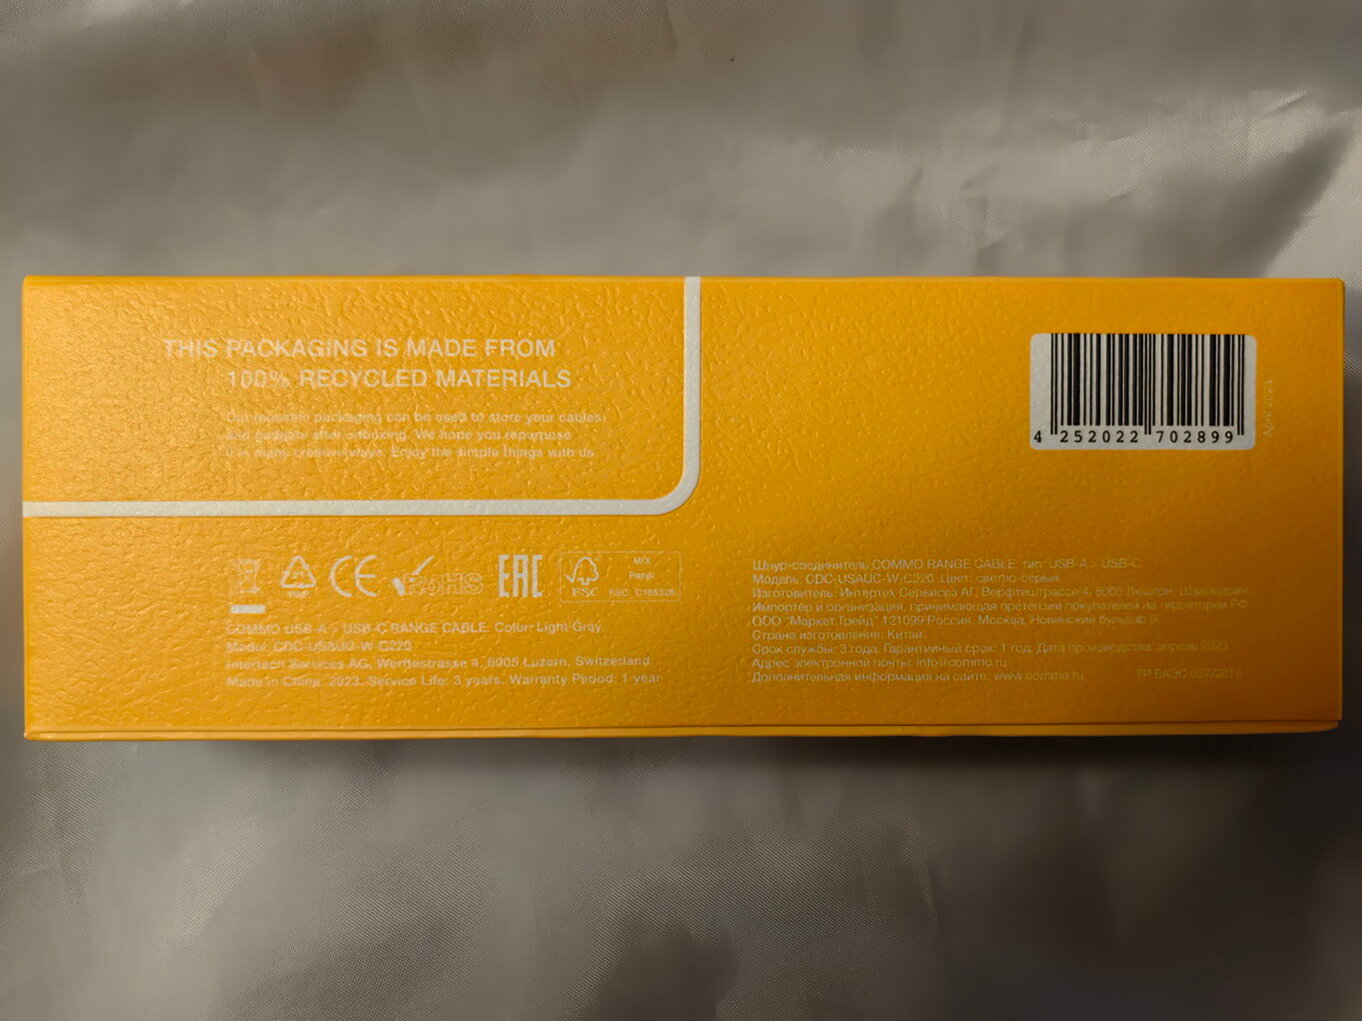 THIS PACKAGING IS MADE FROM
100% RECYCLED MATERIALS
Our reusable packaging can be used to store your cables
and gadgets after unboxing. We hope you repurpose
it in many creative ways. Enjoy the simple things with us
CE
RoHS
EAC
FSC
MIX
Paper
FSC
COMMO USB-A > USB-C RANGE CABLE. Color: Light-Gray.
Model: CDC-USAUC-W-C220
Intertech Services AG, Werftestrasse 4, 6005 Luzern, Switzerland
Made in China, 2023. Service Life: 3 years. Warranty Period: 1 year
4 252022 702899
April 2023
Шнур-соединитель COMMO RANGE CABLE, тип: USB-A > USB-C.
Модель: CDC-USAUC-W-C220. Цвет: светло-серый.
Изготовитель: Интертех Сервисез АГ, Верфтештрассе 4, 6005 Люцерн, Швейцария.
Импортер и организация, принимающая претензии покупателей на территории РФ:
ООО "Маркет.Трейд" 121099 Россия, Москва, Новинский бульвар 8.
Страна изготовления: Китай.
Срок службы: 3 года. Гарантийный срок: 1 год. Дата производства: апрель 2023.
Адрес электронной почты: info@commo.ru
Дополнительная информация на сайте: www.commo.ru
ТР ЕАЭС 037/2016